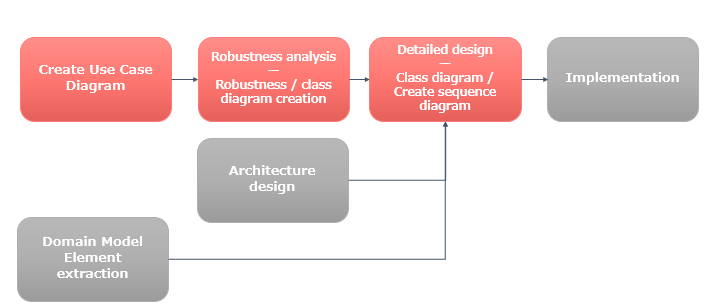 Create Use Case
Diagram
Robustness analysis
—
Robustness / class
diagram creation
Detailed design
—
Class diagram /
Create sequence
diagram
Implementation
Architecture
design
Domain Model
Element
extraction